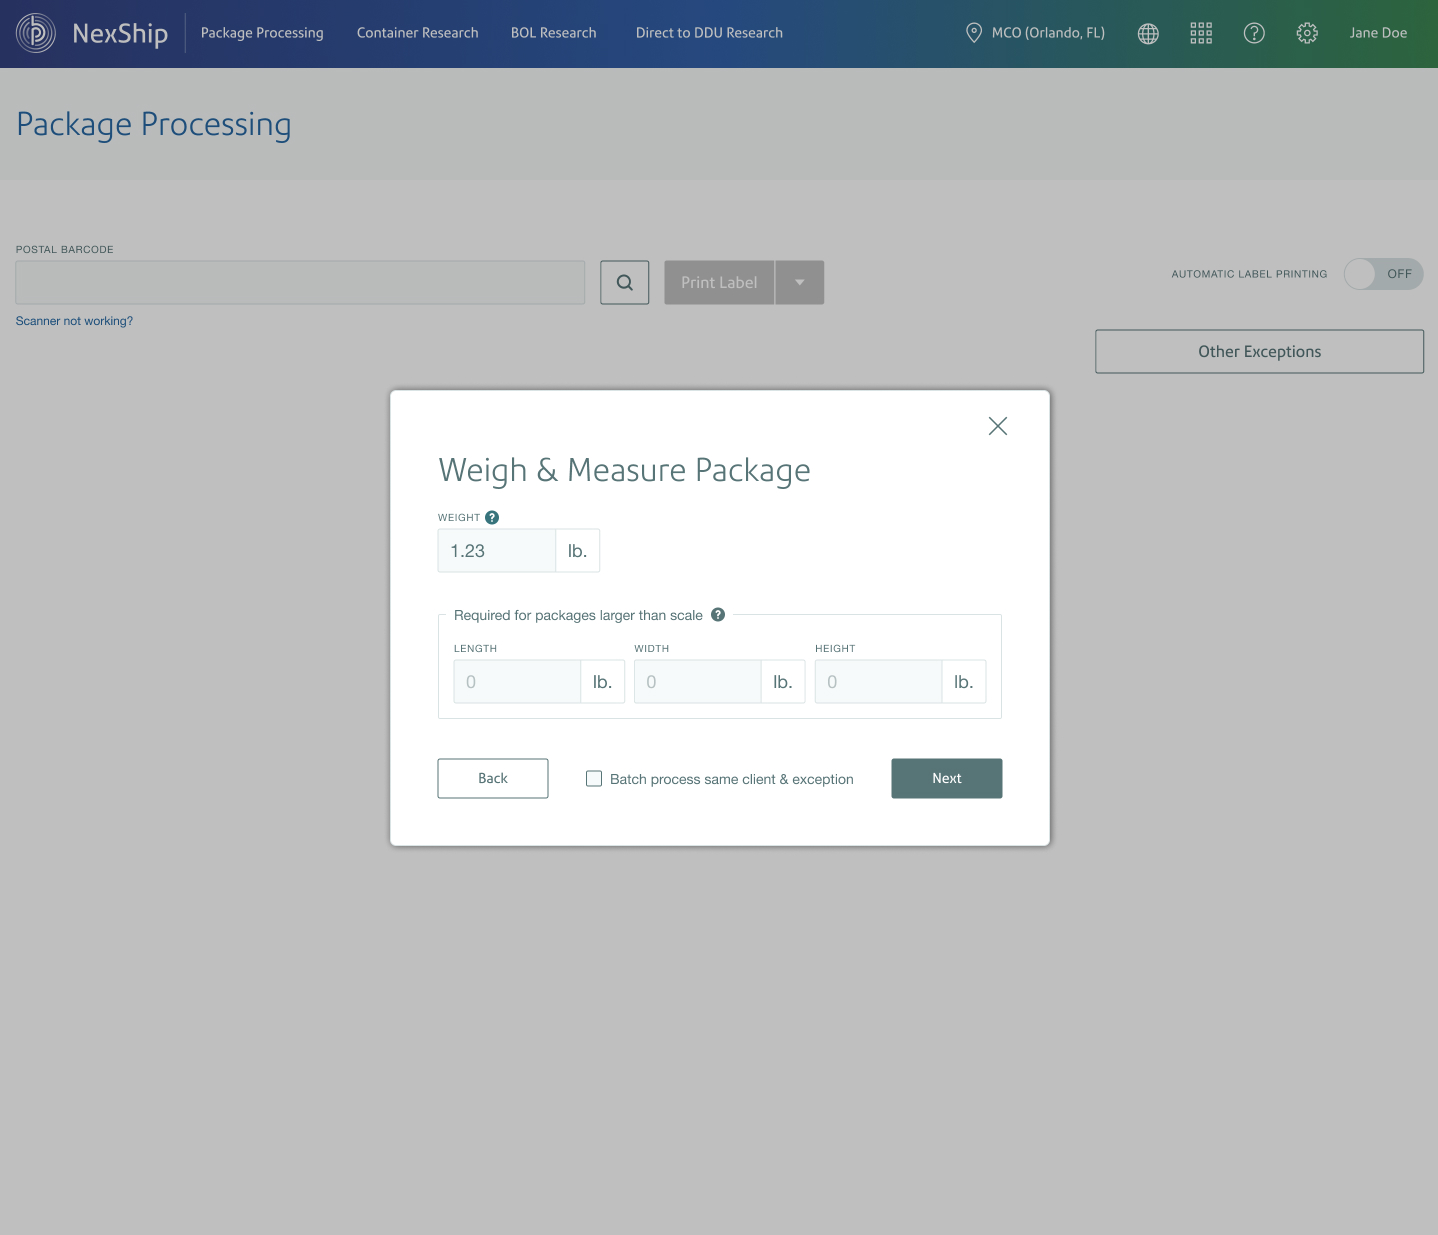 NexShip
Package Processing
Container Research
BOL Research
Direct to DDU Research
MCO (Orlando, FL)
Jane Doe
Package Processing
POSTAL BARCODE
Print Label
Scanner not working?
AUTOMATIC LABEL PRINTING
OFF
Other Exceptions
Weigh & Measure Package
WEIGHT ?
1.23 lb.
Required for packages larger than scale ?
LENGTH
WIDTH
HEIGHT
0 lb.
0 lb.
0 lb.
Back
Batch process same client & exception
Next